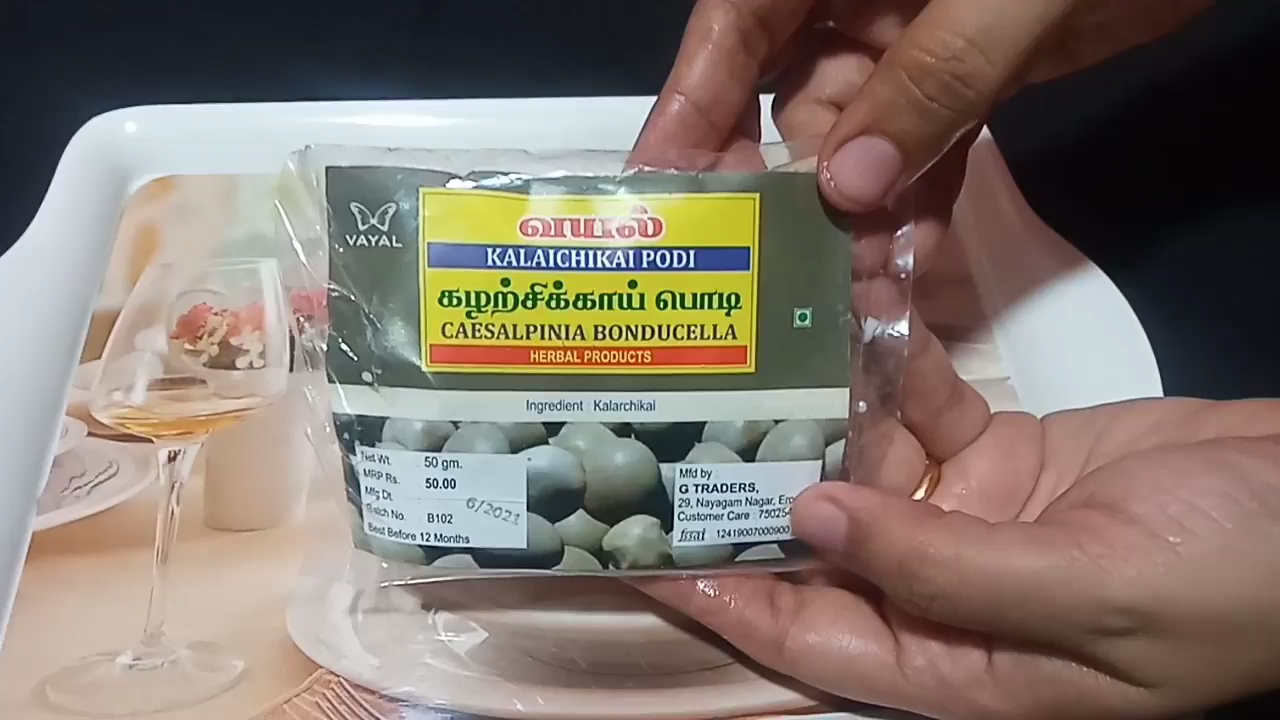 VAYAL
TM
வயல்
KALAICHIKAI PODI
கழற்சிக்காய் பொடி
CAESALPINIA BONDUCELLA
HERBAL PRODUCTS
Ingredient : Kalarchikai
Net Wt. : 50 gm.
MRP Rs. : 50.00
Mfg Dt. : 6/2021
Batch No. : B102
Best Before 12 Months
Mfd by :
G TRADERS,
29, Nayagam Nagar,
Customer Care :
fssai 12419007000900